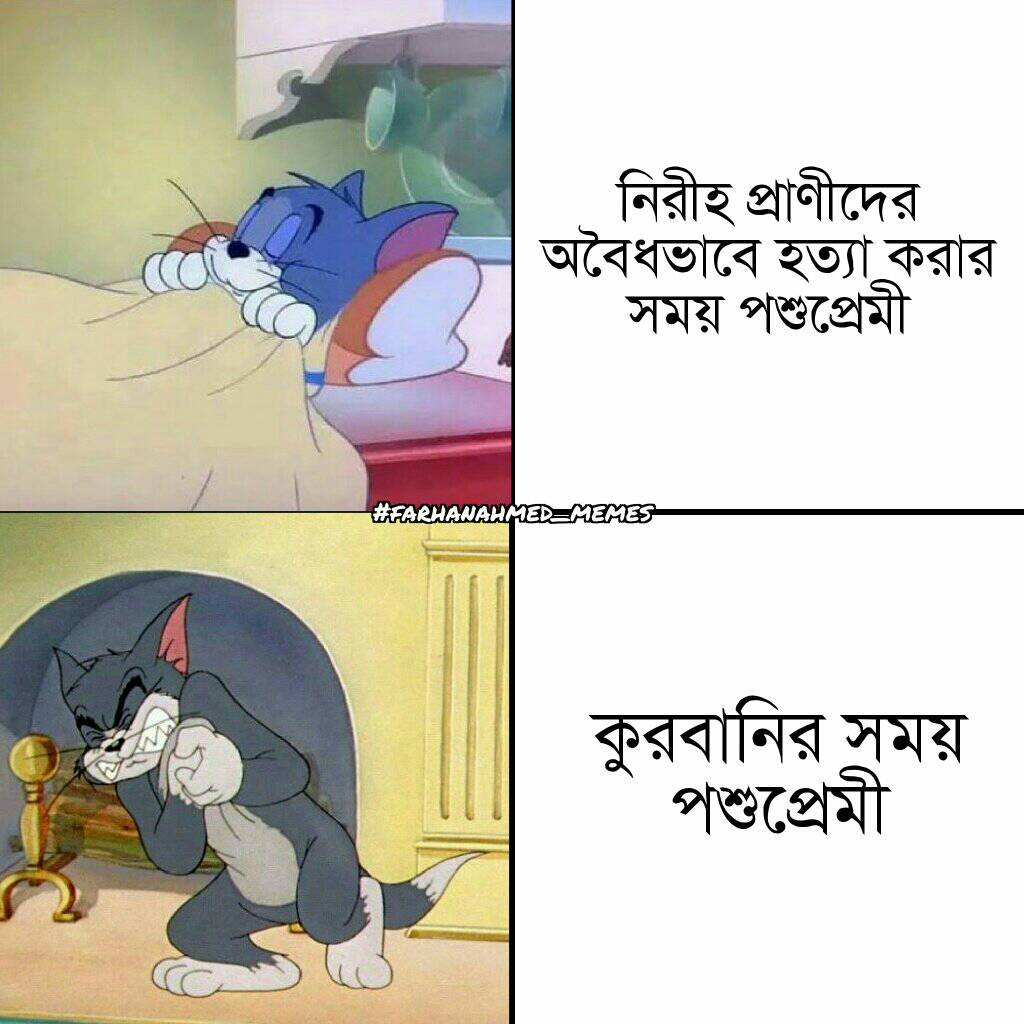 নিরীহ প্রাণীদের
অবৈধভাবে হত্যা করার
সময় পশুপ্রেমী
#FARHANAHMED_MEMES
কুরবানির সময়
পশুপ্রেমী